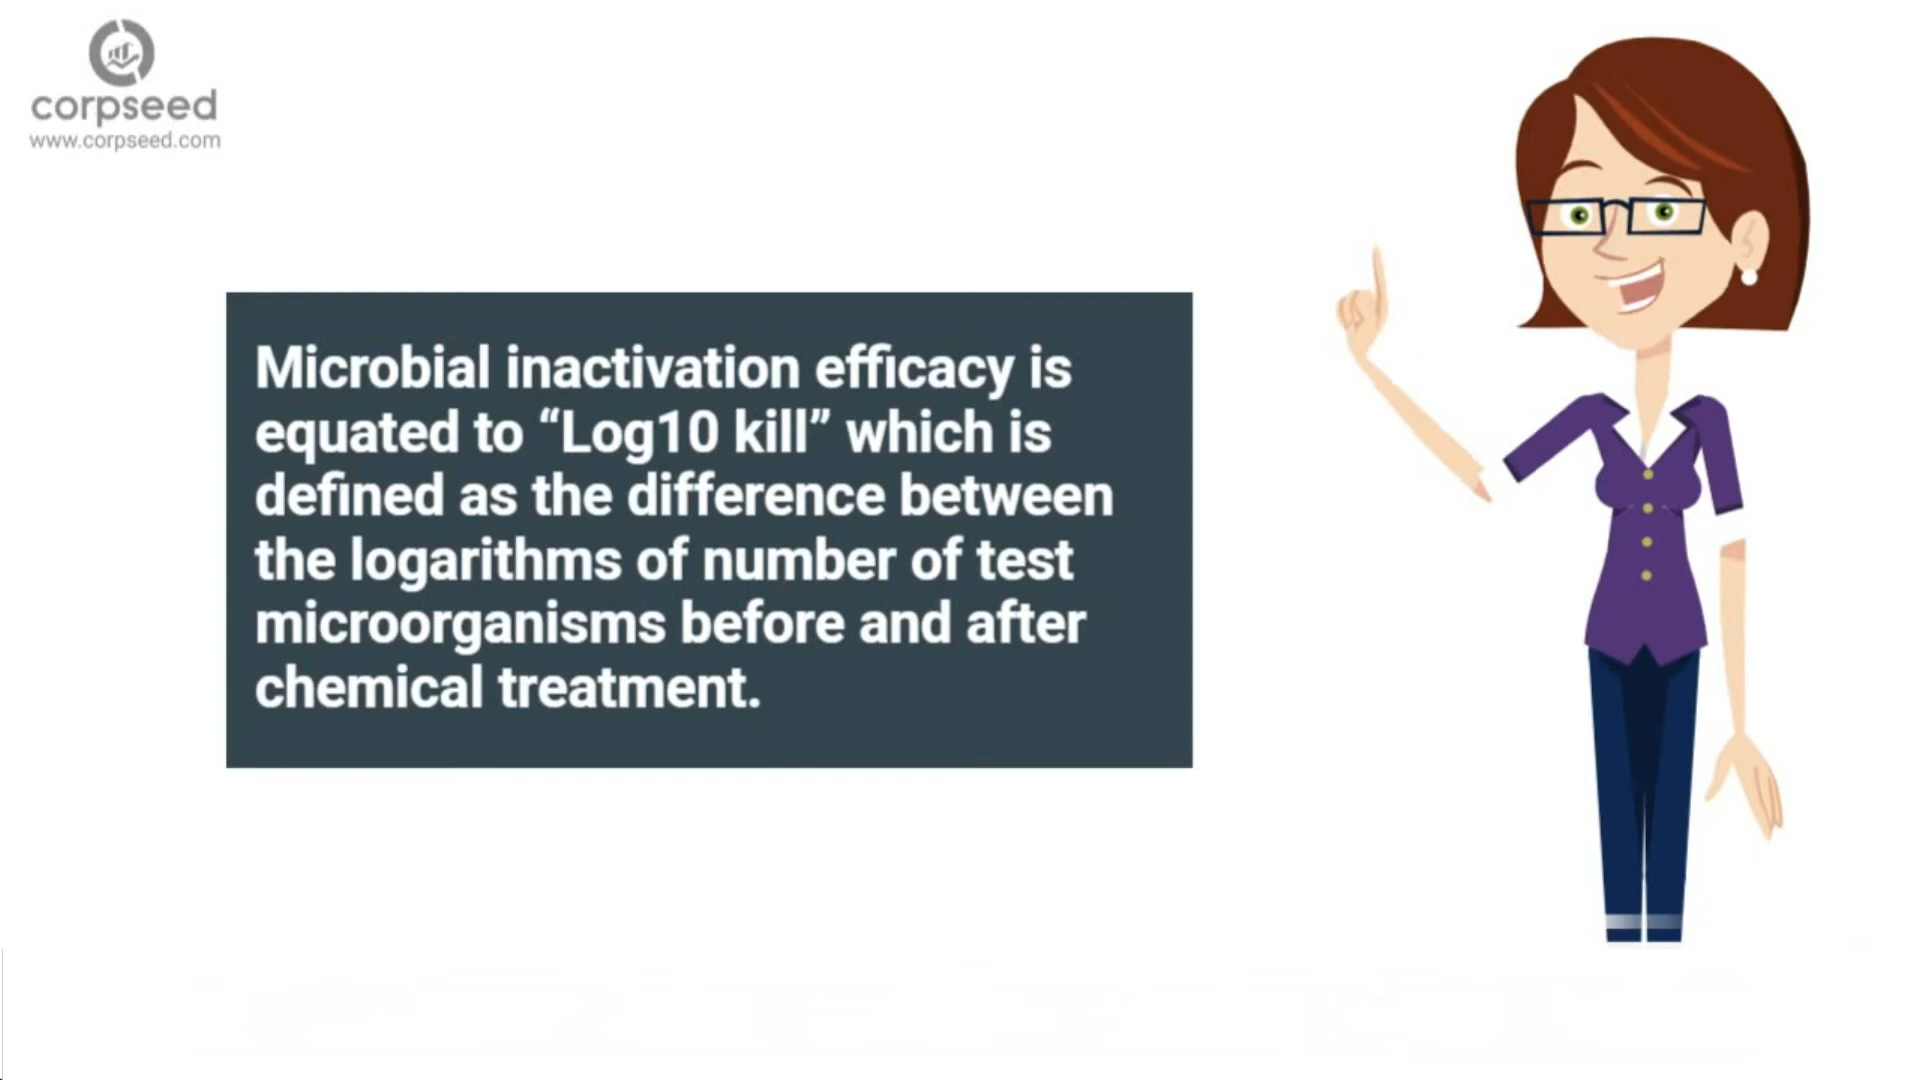 corpseed
www.corpseed.com
Microbial inactivation efficacy is
equated to “Log10 kill” which is
defined as the difference between
the logarithms of number of test
microorganisms before and after
chemical treatment.